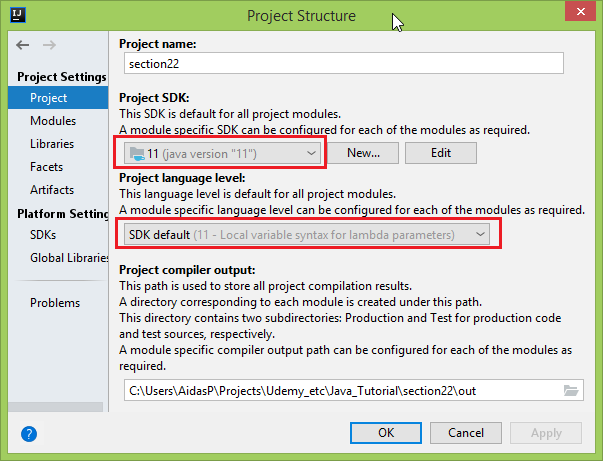 IJ
Project Structure
Project Settings
Project
Modules
Libraries
Facets
Artifacts
Platform Setting
SDKs
Global Libraries
Problems
Project name:
section22
Project SDK:
This SDK is default for all project modules.
A module specific SDK can be configured for each of the modules as required.
11 (java version "11")
New...
Edit
Project language level:
This language level is default for all project modules.
A module specific language level can be configured for each of the modules as required.
SDK default (11 - Local variable syntax for lambda parameters)
Project compiler output:
This path is used to store all project compilation results.
A directory corresponding to each module is created under this path.
This directory contains two subdirectories: Production and Test for production code
and test sources, respectively.
A module specific compiler output path can be configured for each of the modules as
required.
C:\Users\AidasP\Projects\Udemy_etc\Java_Tutorial\section22\out
?
OK
Cancel
Apply